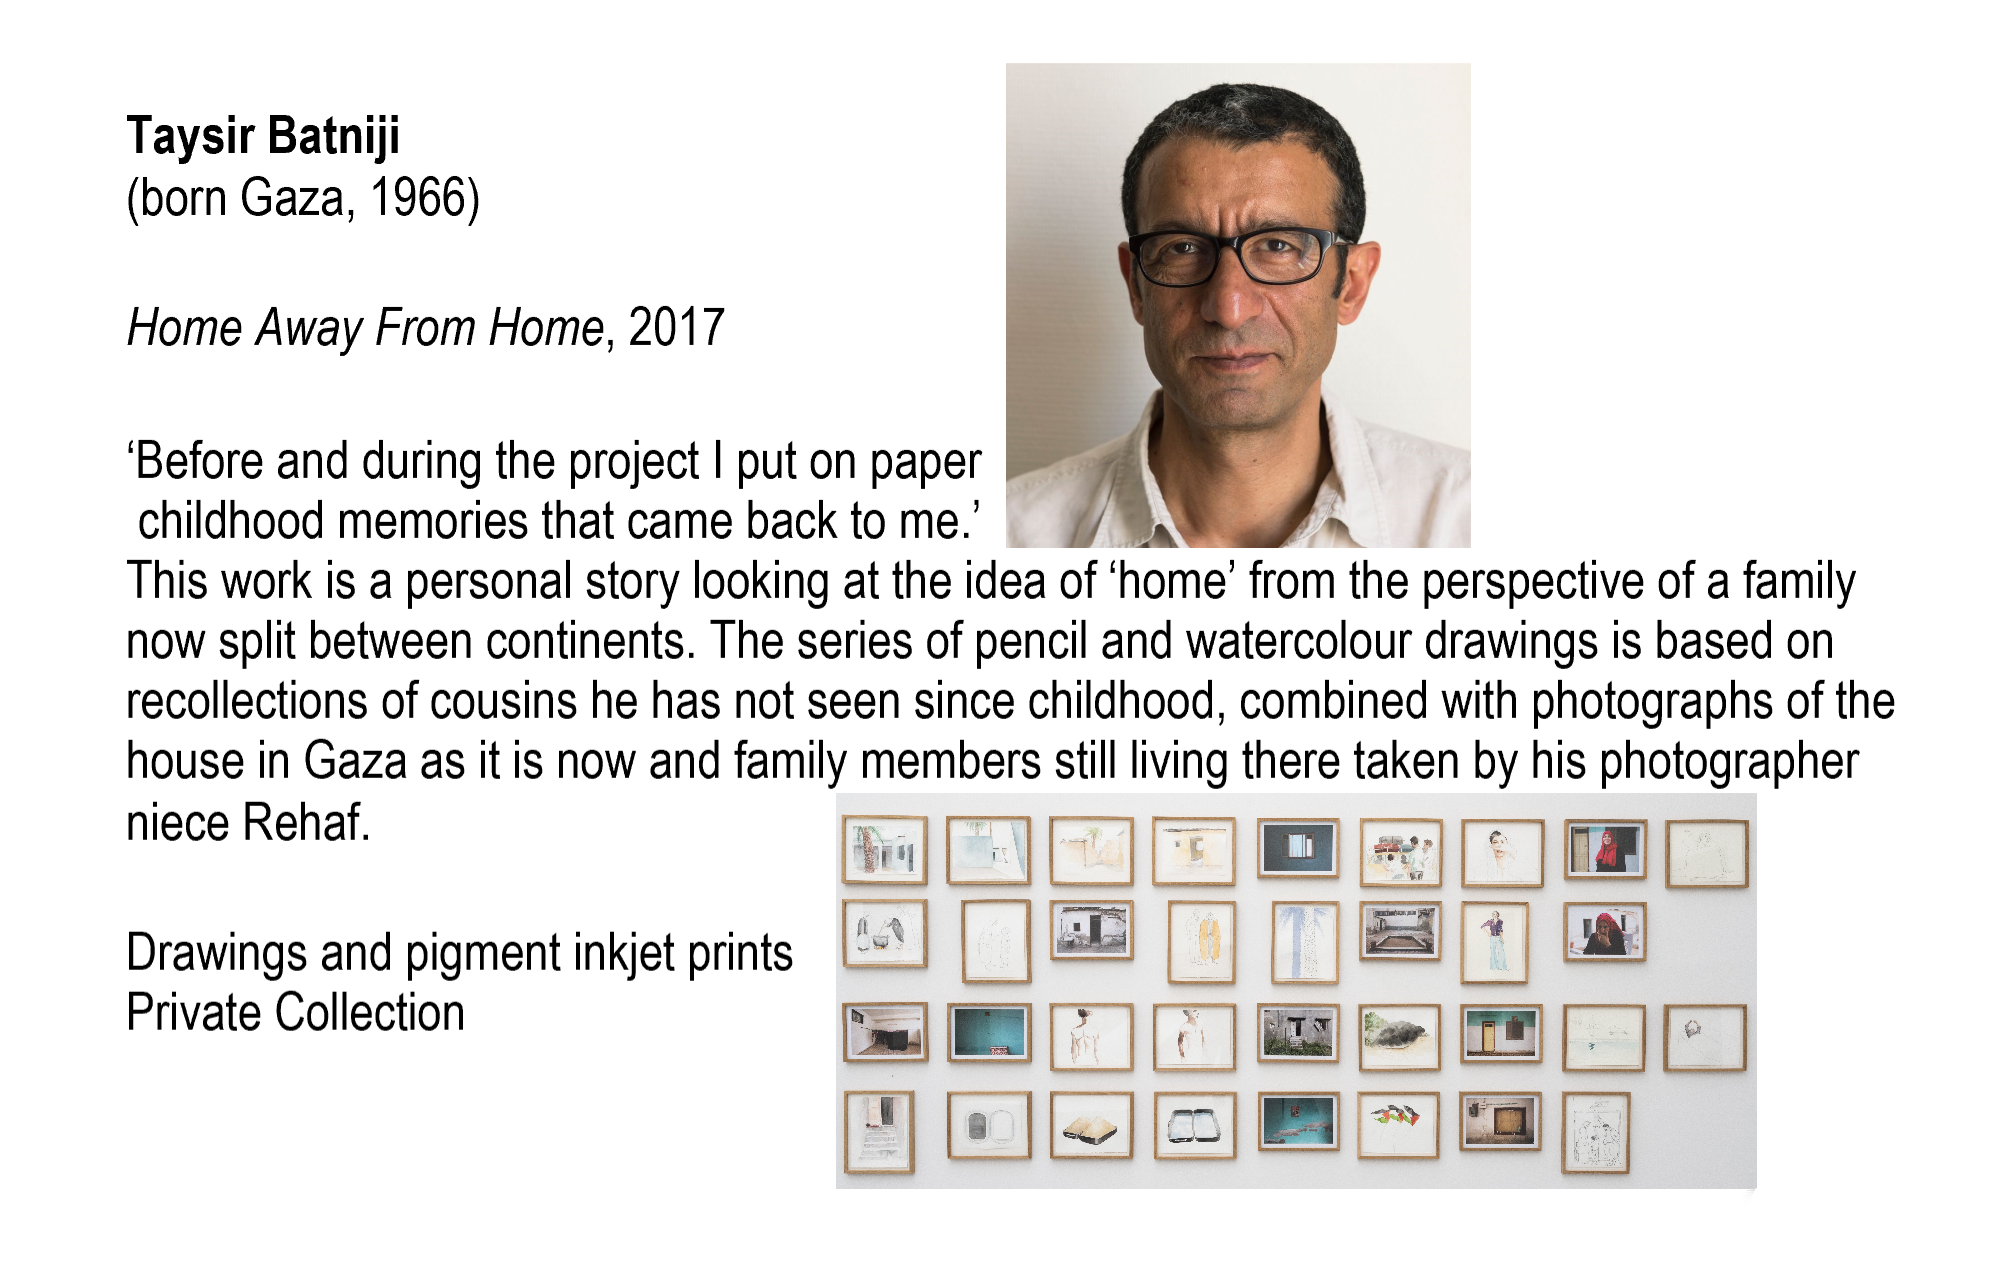 Taysir Batniji
(born Gaza, 1966)
Home Away From Home, 2017
‘Before and during the project I put on paper
childhood memories that came back to me.’
This work is a personal story looking at the idea of ‘home’ from the perspective of a family
now split between continents. The series of pencil and watercolour drawings is based on
recollections of cousins he has not seen since childhood, combined with photographs of the
house in Gaza as it is now and family members still living there taken by his photographer
niece Rehaf.
Drawings and pigment inkjet prints
Private Collection